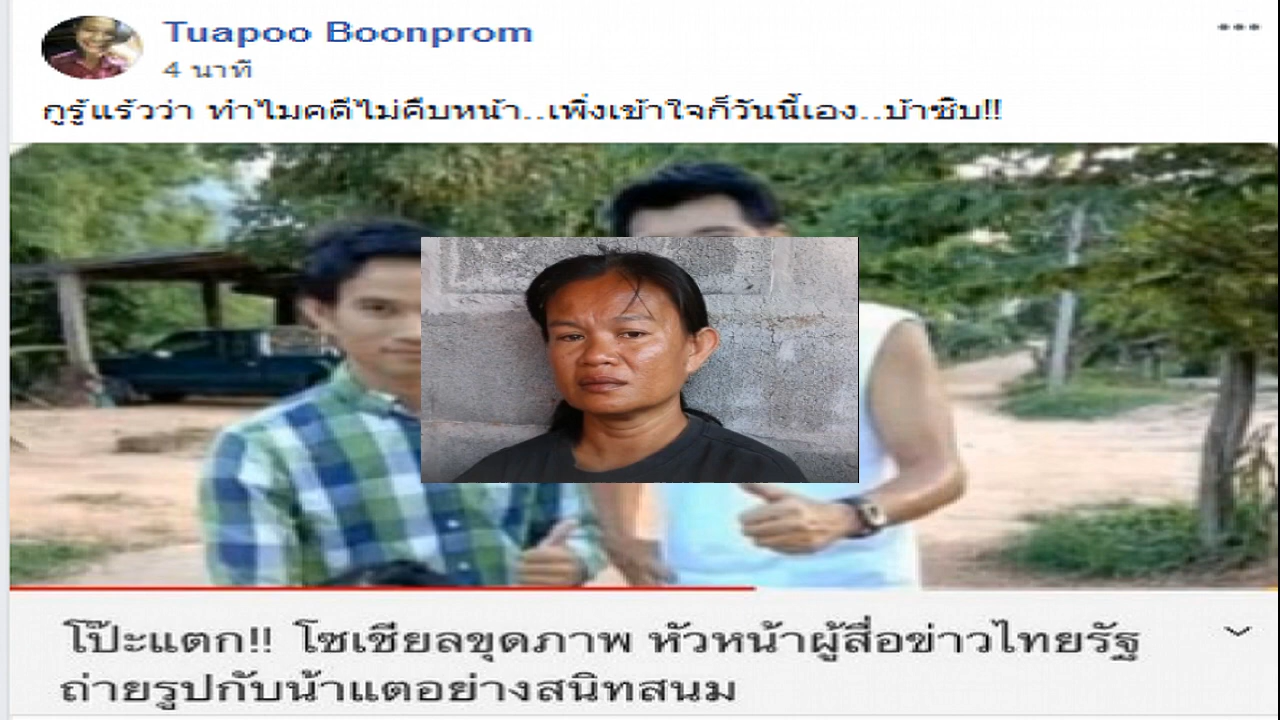 Tuapoo Boonprom
4 นาที
กูรู้แร้วว่า ทำไมคดีไม่คืบหน้า..เพิ่งเข้าใจก็วันนี้เอง..บ้าซิบ!!
โป๊ะแตก!! โซเชียลขุดภาพ หัวหน้าผู้สื่อข่าวไทยรัฐ
ถ่ายรูปกับน้าแตอย่างสนิทสนม